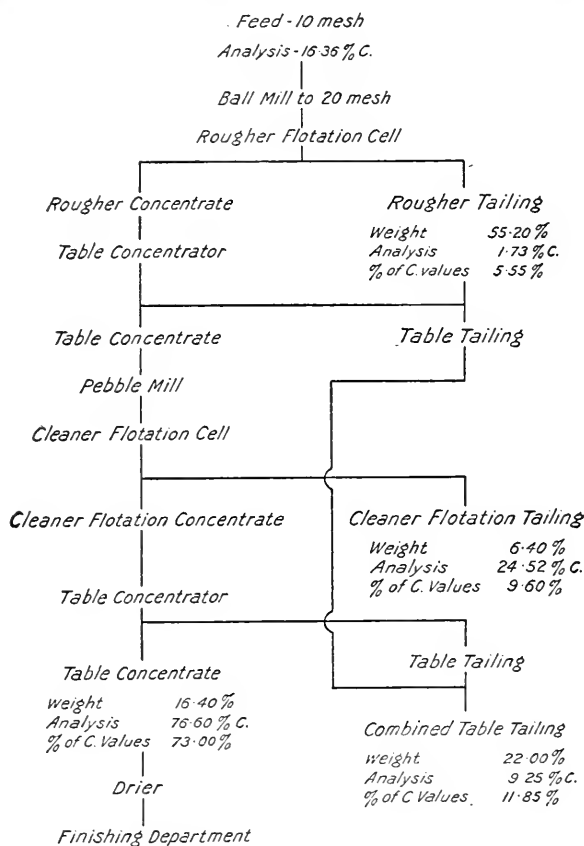 Feed - 10 mesh
Analysis - 16·36% C.
Ball Mill to 20 mesh
Rougher Flotation Cell
Rougher Concentrate
Rougher Tailing
Weight 55·20%
Analysis 1·73% C.
% of C. values 5·55%
Table Concentrator
Table Concentrate
Table Tailing
Pebble Mill
Cleaner Flotation Cell
Cleaner Flotation Concentrate
Cleaner Flotation Tailing
Weight 6·40%
Analysis 24·52% C.
% of C. Values 9·60%
Table Concentrator
Table Concentrate
Weight 16·40%
Analysis 76·60% C.
% of C. Values 73·00%
Table Tailing
Combined Table Tailing
Weight 22·00%
Analysis 9 25% C.
% of C Values 11·85%
Drier
Finishing Department